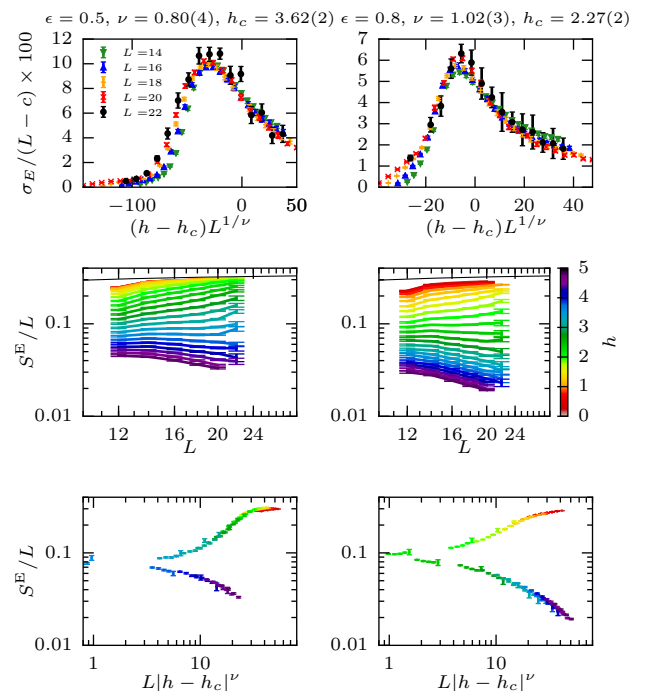 ϵ = 0.5, ν = 0.80(4), h_c = 3.62(2) ϵ = 0.8, ν = 1.02(3), h_c = 2.27(2)
σ_E/(L − c) × 100
12
10
8
6
4
2
0
L =14
L =16
L =18
L =20
L =22
−100 −50 0 50
(h − h_c)L^{1/ν}
7
6
5
4
3
2
1
0
−20 0 20 40
(h − h_c)L^{1/ν}
S^E/L
0.1
0.01
12 16 20 24
L
0.1
0.01
12 16 20 24
L
5
4
3
2
1
0
h
S^E/L
0.1
0.01
1 10
L|h − h_c|^ν
0.1
0.01
1 10
L|h − h_c|^ν